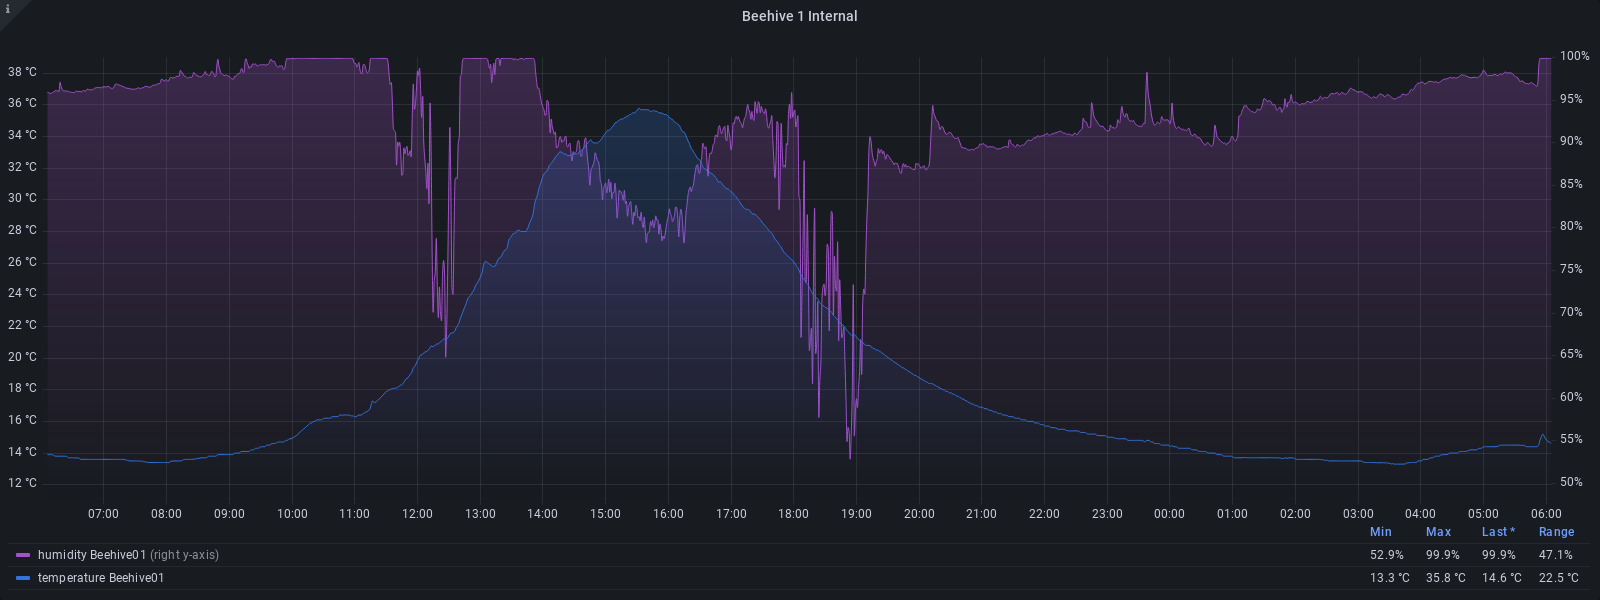 i
Beehive 1 Internal
38 °C
36 °C
34 °C
32 °C
30 °C
28 °C
26 °C
24 °C
22 °C
20 °C
18 °C
16 °C
14 °C
12 °C
100%
95%
90%
85%
80%
75%
70%
65%
60%
55%
50%
07:00 08:00 09:00 10:00 11:00 12:00 13:00 14:00 15:00 16:00 17:00 18:00 19:00 20:00 21:00 22:00 23:00 00:00 01:00 02:00 03:00 04:00 05:00 06:00
Min Max Last * Range
humidity Beehive01 (right y-axis) 52.9% 99.9% 99.9% 47.1%
temperature Beehive01 13.3 °C 35.8 °C 14.6 °C 22.5 °C